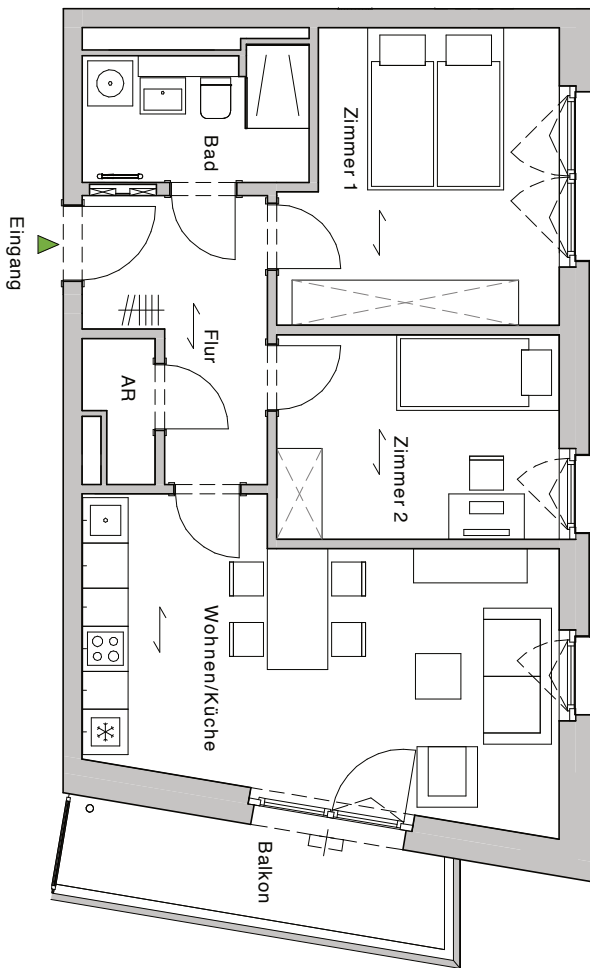 Zimmer 1
Bad
Eingang
Flur
AR
Zimmer 2
Wohnen/Küche
Balkon